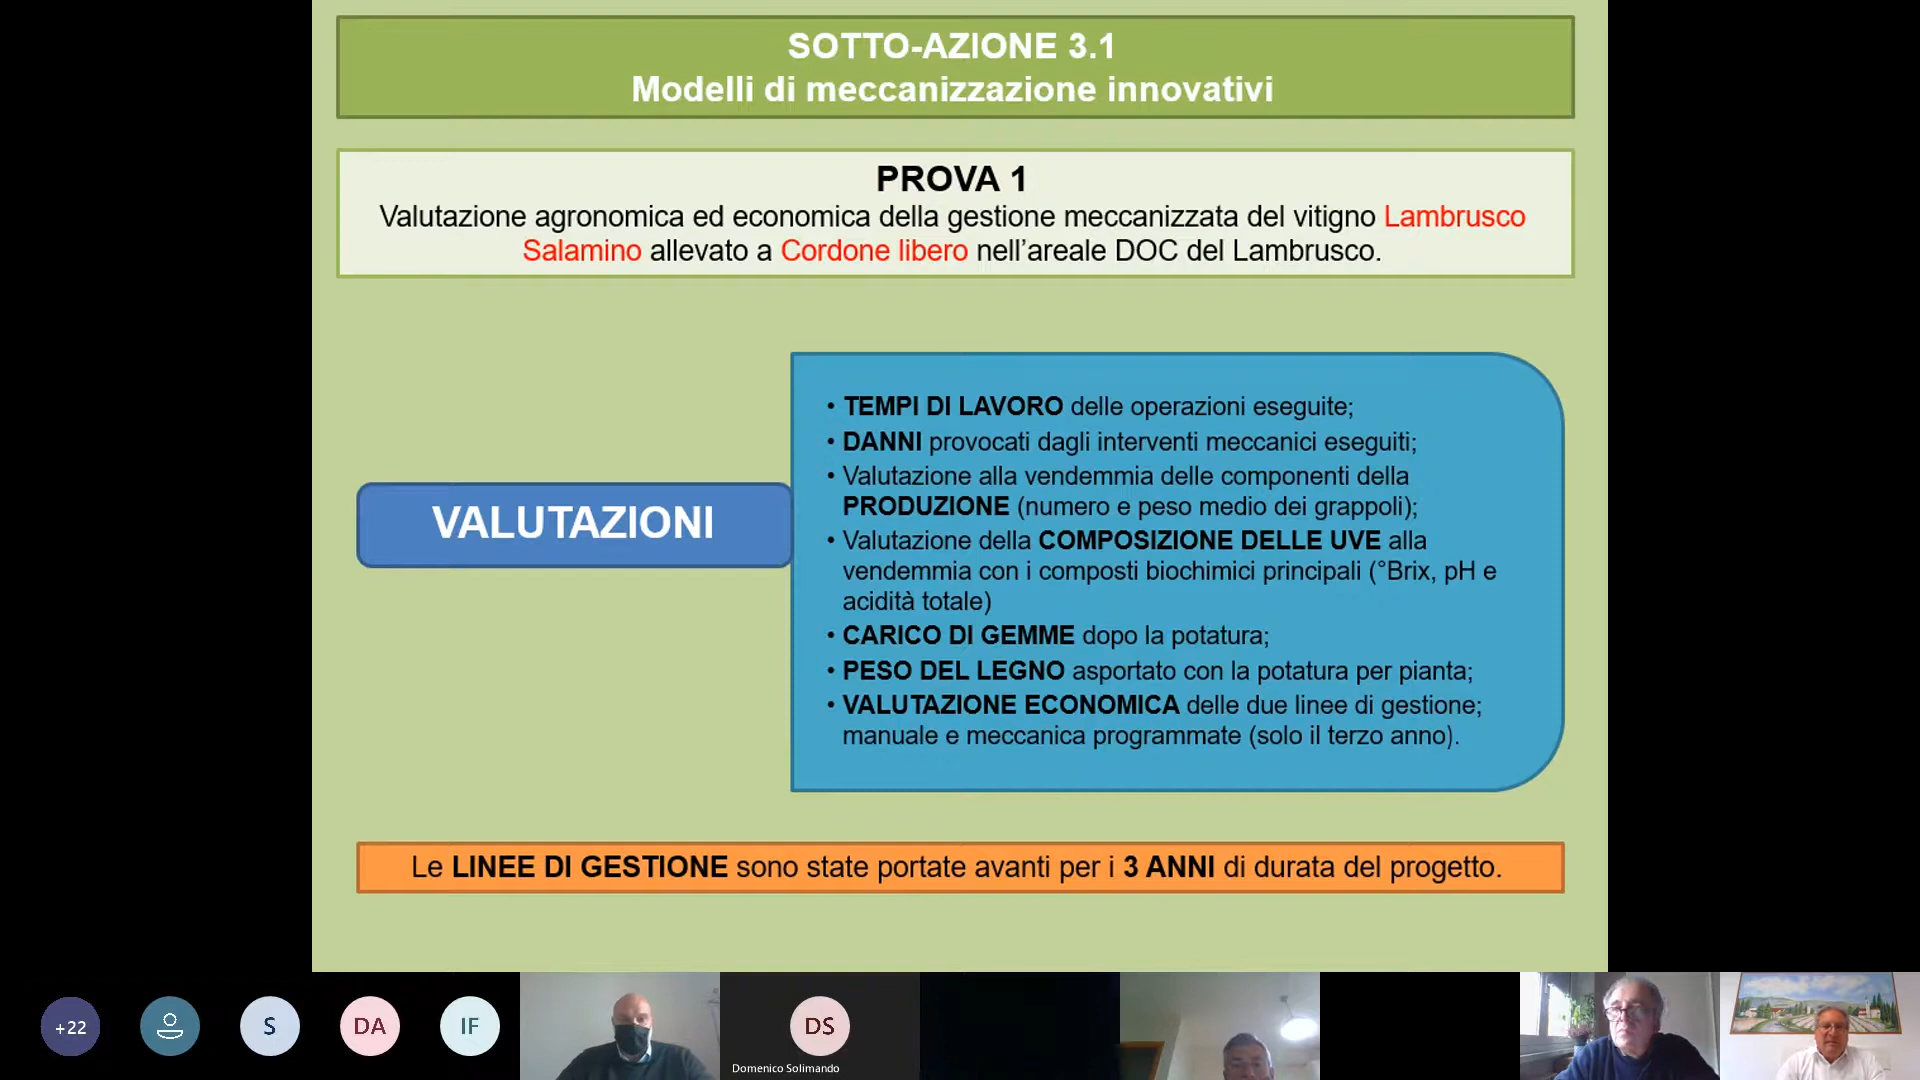 SOTTO-AZIONE 3.1
Modelli di meccanizzazione innovativi
PROVA 1
Valutazione agronomica ed economica della gestione meccanizzata del vitigno Lambrusco
Salamino allevato a Cordone libero nell’areale DOC del Lambrusco.
VALUTAZIONI
• TEMPI DI LAVORO delle operazioni eseguite;
• DANNI provocati dagli interventi meccanici eseguiti;
• Valutazione alla vendemmia delle componenti della
PRODUZIONE (numero e peso medio dei grappoli);
• Valutazione della COMPOSIZIONE DELLE UVE alla
vendemmia con i composti biochimici principali (°Brix, pH e
acidità totale)
• CARICO DI GEMME dopo la potatura;
• PESO DEL LEGNO asportato con la potatura per pianta;
• VALUTAZIONE ECONOMICA delle due linee di gestione;
manuale e meccanica programmate (solo il terzo anno).
Le LINEE DI GESTIONE sono state portate avanti per i 3 ANNI di durata del progetto.
+22
S
DA
IF
DS
Domenico Solimando